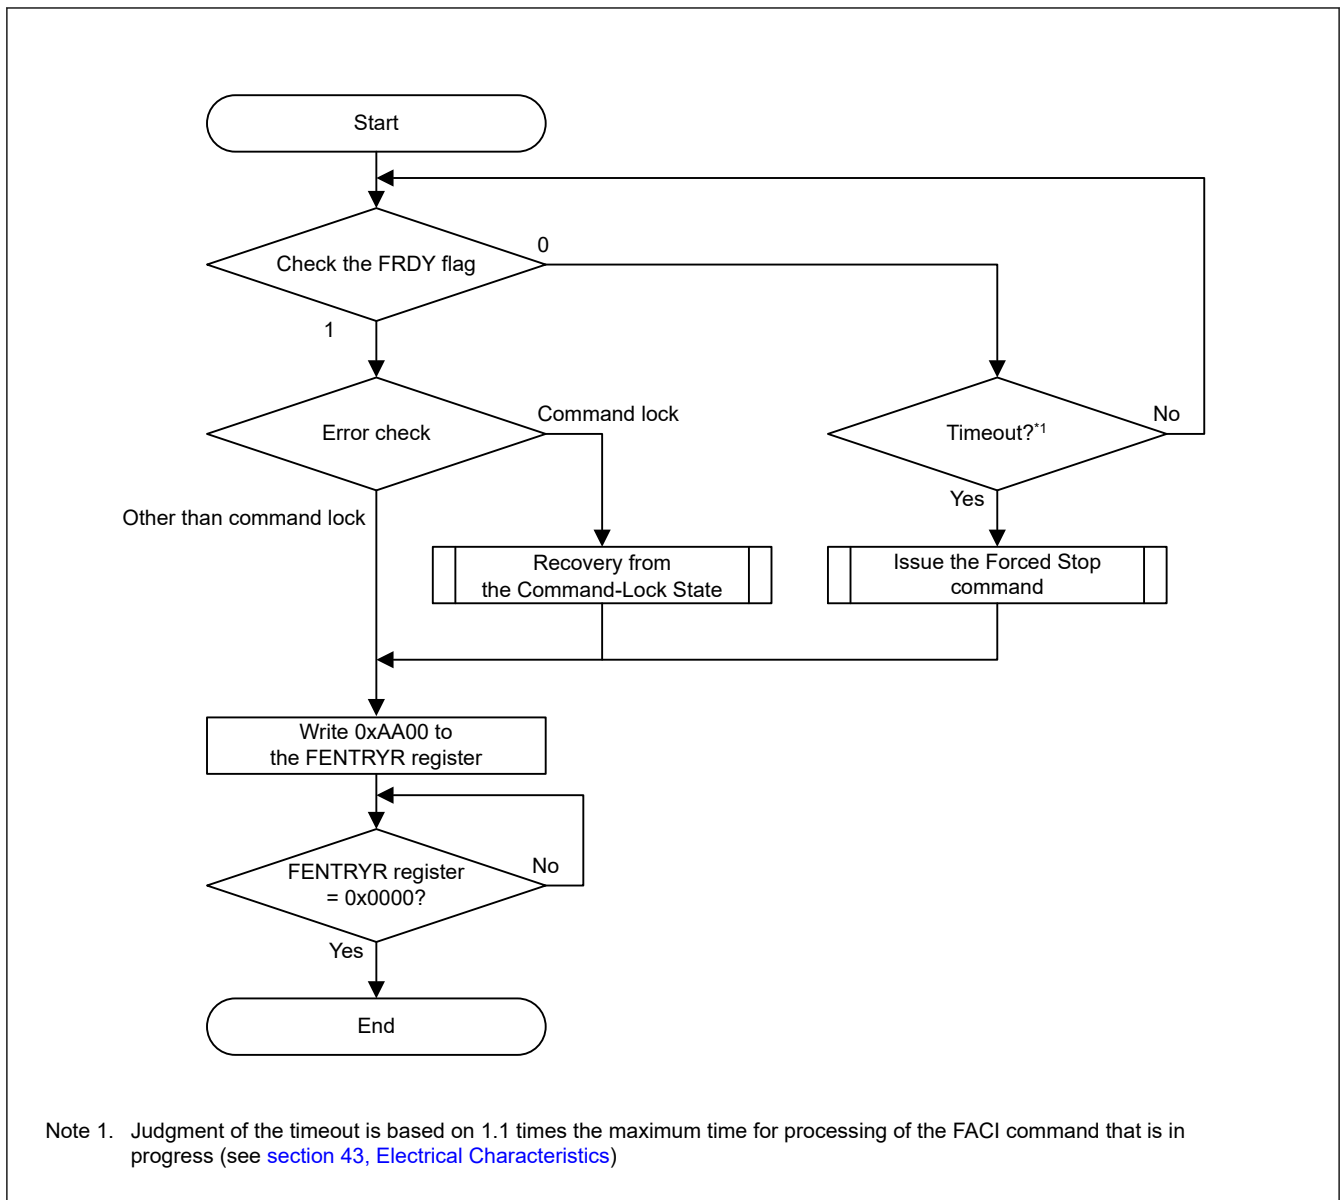 Start
0
Check the FRDY flag
1
Command lock
No
Error check
Timeout?*1
Yes
Other than command lock
Recovery from
the Command-Lock State
Issue the Forced Stop
command
Write 0xAA00 to
the FENTRYR register
No
FENTRYR register
= 0x0000?
Yes
End
Note 1. Judgment of the timeout is based on 1.1 times the maximum time for processing of the FACI command that is in
progress (see section 43, Electrical Characteristics)